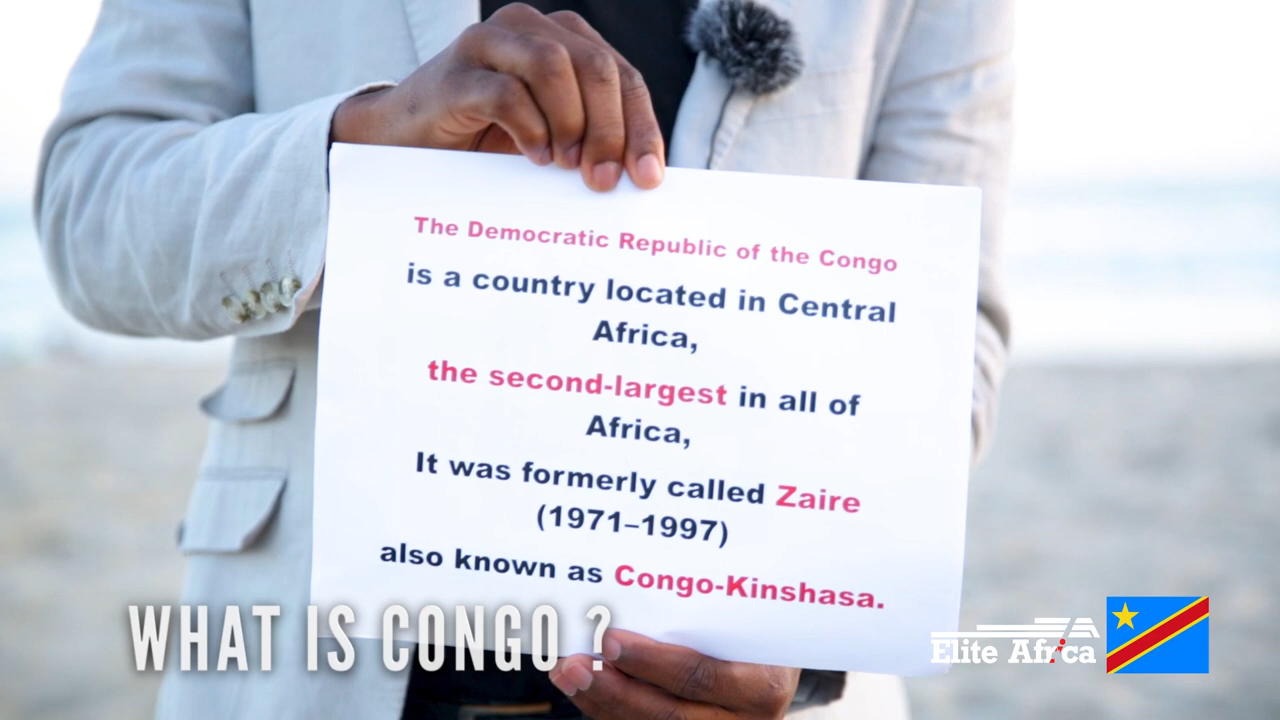 The Democratic Republic of the Congo
is a country located in Central
Africa,
the second-largest in all of
Africa,
It was formerly called Zaire
(1971–1997)
also known as Congo-Kinshasa.
WHAT IS CONGO ?
Elite Africa